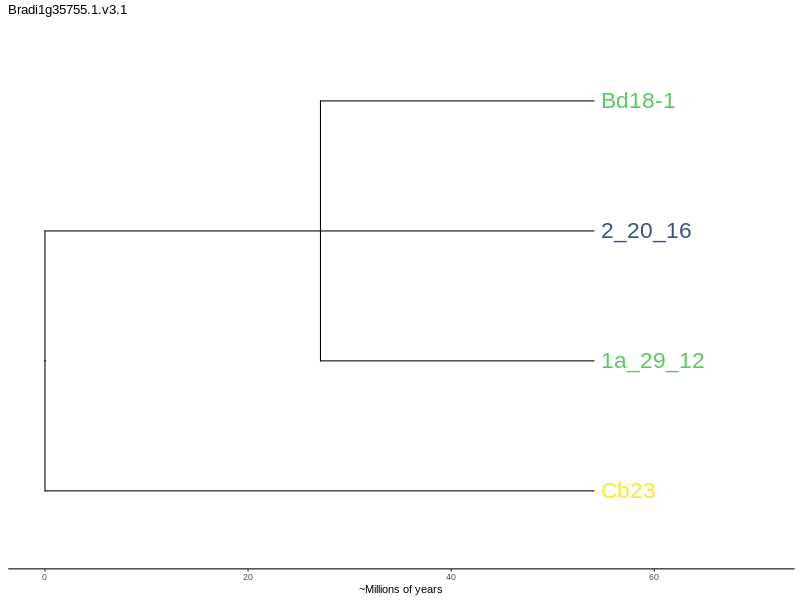 Bradi1g35755.1.v3.1
Bd18-1
2_20_16
1a_29_12
Cb23
0 20 40 60
~Millions of years